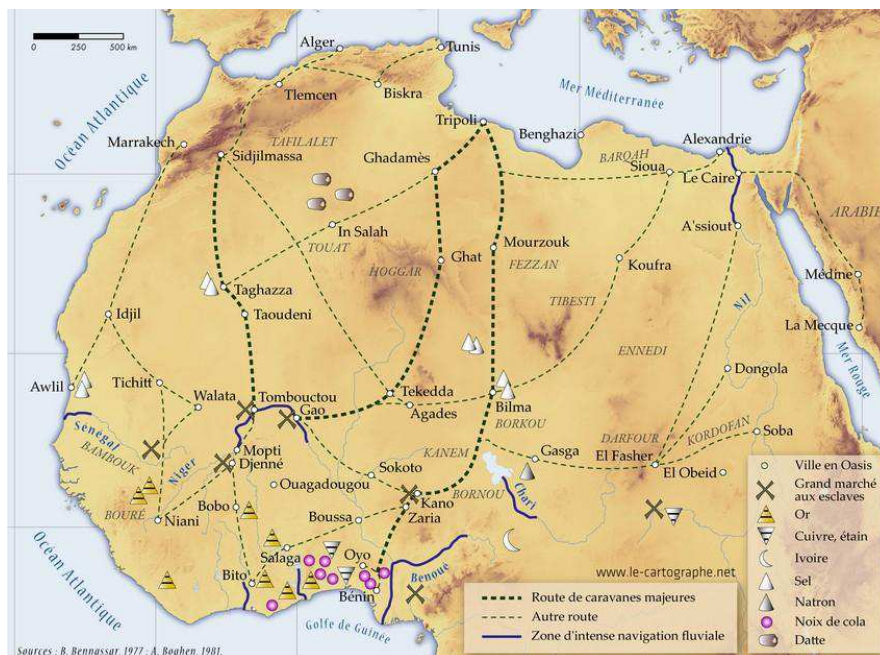 0
250
500 km
Alger
Tunis
Mer Méditerranée
Océan Atlantique
Tlemcen
Biskra
Tripoli
Benghazi
Alexandrie
Marrakech
TAFILALET
Sidjilmassa
Ghadamès
BARQAH
Sioua
Le Caire
ARABIE
In Salah
A'ssiout
TOUAT
Mourzouk
HOGGAR
Ghat
FEZZAN
Koufra
Médine
Taghazza
TIBESTI
Nil
Idjil
Taoudeni
La Mecque
ENNEDI
Mer Rouge
Awlil
Tichitt
Walata
Tombouctou
Gao
Tekedda
Agades
Bilma
BORKOU
Dongola
Sénégal
BAMBOUK
Niger
Mopti
Djenné
KANEM
Gasga
DARFOUR
El Fasher
KORDOFAN
Soba
El Obeid
Ouagadougou
Sokoto
BORNOU
Chari
Kano
Zaria
BOURÉ
Niani
Bobo
Boussa
Salaga
Oyo
Bito
Bénin
Benoué
Océan Atlantique
Golfe de Guinée
www.le-cartographe.net
Route de caravanes majeures
Autre route
Zone d'intense navigation fluviale
Ville en Oasis
Grand marché
aux esclaves
Or
Cuivre, étain
Ivoire
Sel
Natron
Noix de cola
Datte
Sources : B. Bennassar, 1977 ; A. Boahen, 1981.